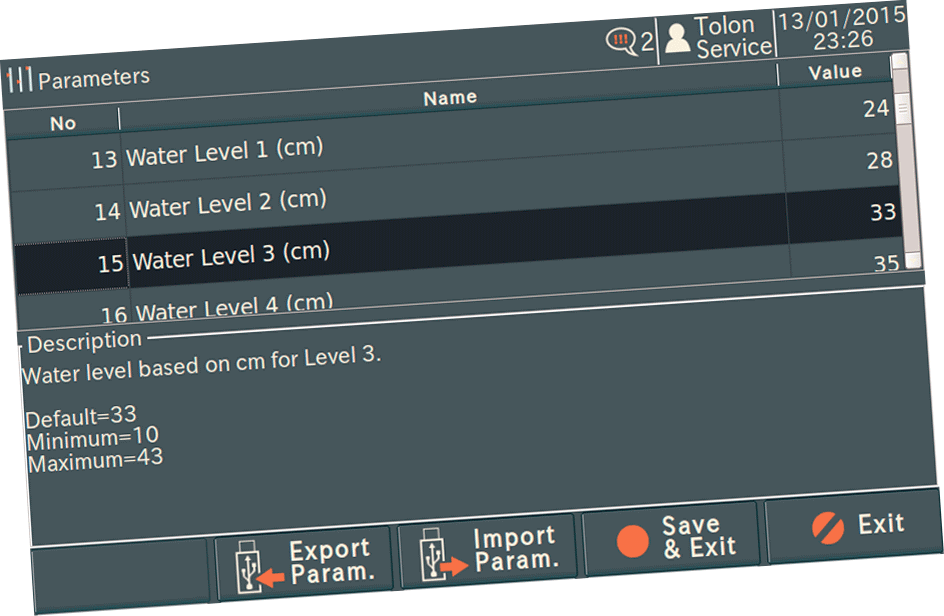 Parameters
!!! 2
Tolon
Service
13/01/2015
23:26
No Name Value
13 Water Level 1 (cm) 24
14 Water Level 2 (cm) 28
15 Water Level 3 (cm) 33
16 Water Level 4 (cm) 35
Description
Water level based on cm for Level 3.
Default=33
Minimum=10
Maximum=43
Export
Param.
Import
Param.
Save
& Exit
Exit